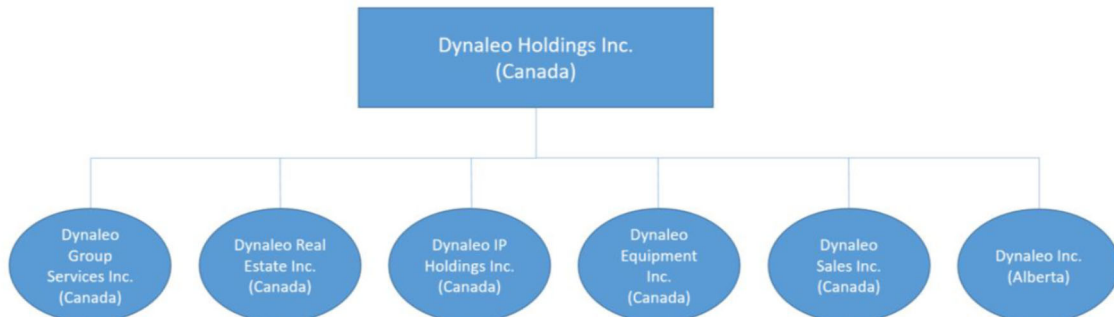 Dynaleo Holdings Inc.
(Canada)
Dynaleo
Group
Services Inc.
(Canada)
Dynaleo Real
Estate Inc.
(Canada)
Dynaleo IP
Holdings Inc.
(Canada)
Dynaleo
Equipment
Inc.
(Canada)
Dynaleo
Sales Inc.
(Canada)
Dynaleo Inc.
(Alberta)